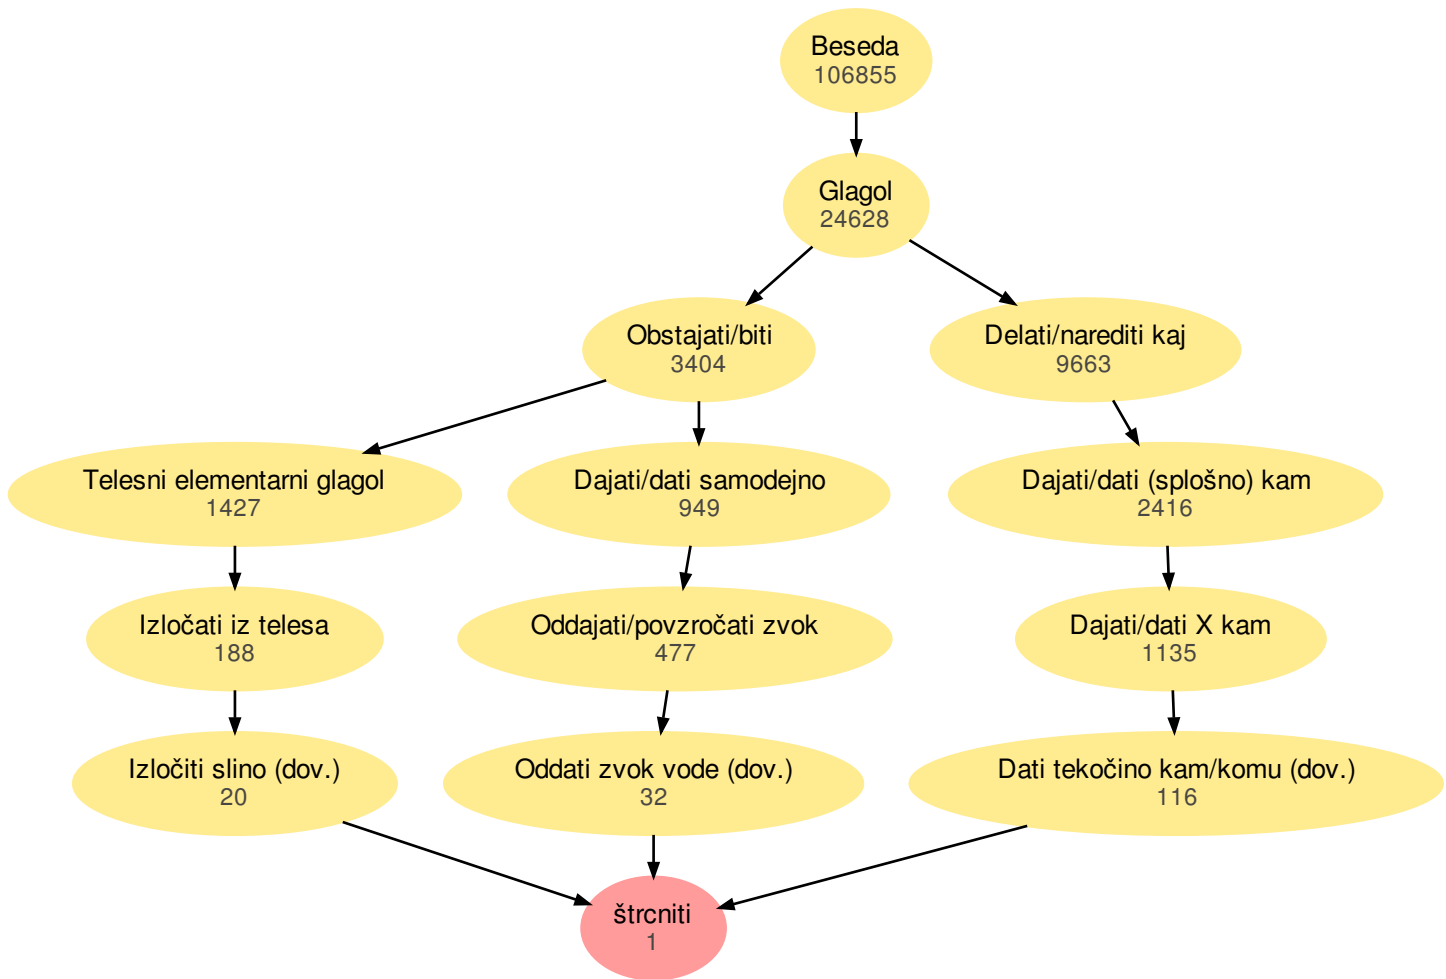 Beseda
106855
Glagol
24628
Obstajati/biti
3404
Delati/narediti kaj
9663
Telesni elementarni glagol
1427
Dajati/dati samodejno
949
Dajati/dati (splošno) kam
2416
Izločati iz telesa
188
Oddajati/povzročati zvok
477
Dajati/dati X kam
1135
Izločiti slino (dov.)
20
Oddati zvok vode (dov.)
32
Dati tekočino kam/komu (dov.)
116
štrcniti
1